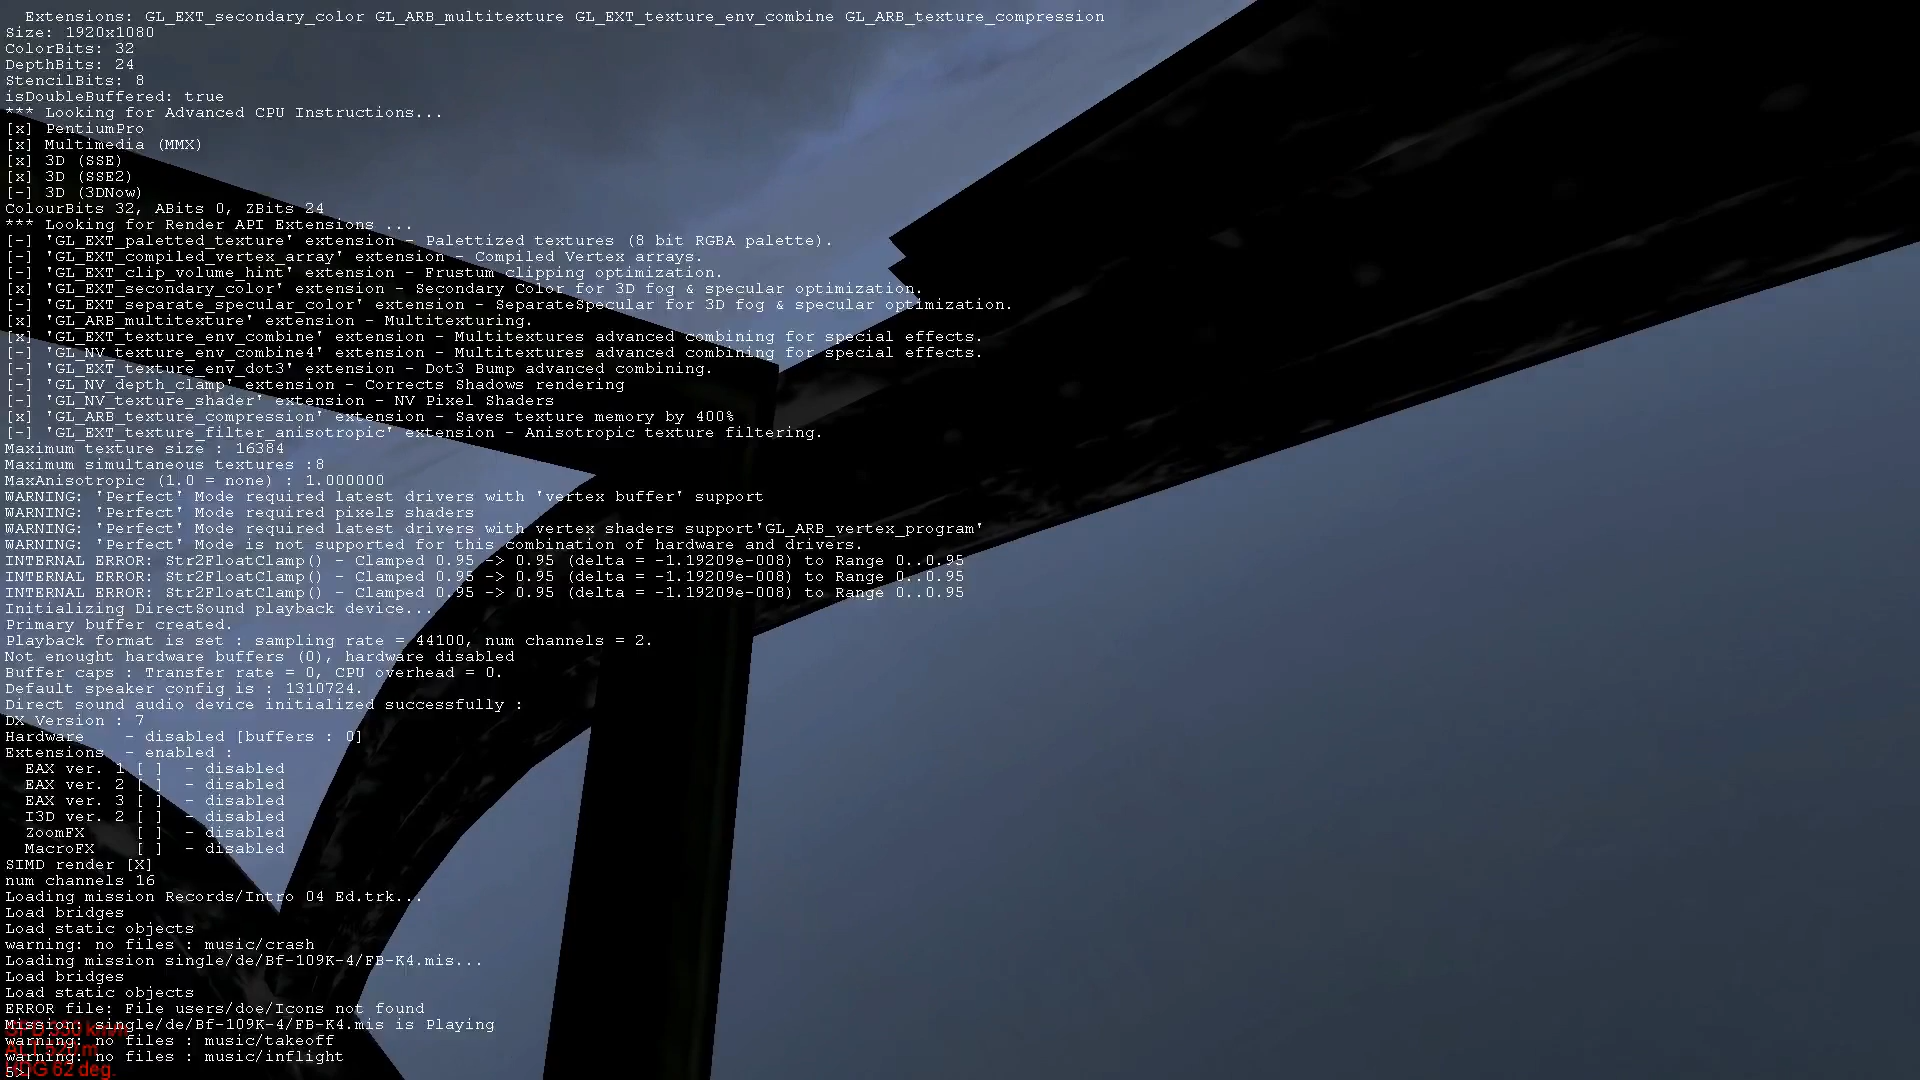 Extensions: GL_EXT_secondary_color GL_ARB_multitexture GL_EXT_texture_env_combine GL_ARB_texture_compression
Size: 1920x1080
ColorBits: 32
DepthBits: 24
StencilBits: 8
isDoubleBuffered: true
*** Looking for Advanced CPU Instructions...
[x] PentiumPro
[x] Multimedia (MMX)
[x] 3D (SSE)
[x] 3D (SSE2)
[-] 3D (3DNow)
ColourBits 32, ABits 0, ZBits 24
*** Looking for Render API Extensions ...
[-] 'GL_EXT_paletted_texture' extension - Palettized textures (8 bit RGBA palette).
[-] 'GL_EXT_compiled_vertex_array' extension - Compiled Vertex arrays.
[-] 'GL_EXT_clip_volume_hint' extension - Frustum clipping optimization.
[x] 'GL_EXT_secondary_color' extension - Secondary Color for 3D fog & specular optimization.
[-] 'GL_EXT_separate_specular_color' extension - SeparateSpecular for 3D fog & specular optimization.
[x] 'GL_ARB_multitexture' extension - Multitexturing.
[x] 'GL_EXT_texture_env_combine' extension - Multitextures advanced combining for special effects.
[-] 'GL_NV_texture_env_combine4' extension - Multitextures advanced combining for special effects.
[-] 'GL_EXT_texture_env_dot3' extension - Dot3 Bump advanced combining.
[-] 'GL_NV_depth_clamp' extension - Corrects Shadows rendering
[-] 'GL_NV_texture_shader' extension - NV Pixel Shaders
[x] 'GL_ARB_texture_compression' extension - Saves texture memory by 400%
[-] 'GL_EXT_texture_filter_anisotropic' extension - Anisotropic texture filtering.
Maximum texture size : 16384
Maximum simultaneous textures :8
MaxAnisotropic (1.0 = none) : 1.000000
WARNING: 'Perfect' Mode required latest drivers with 'vertex buffer' support
WARNING: 'Perfect' Mode required pixels shaders
WARNING: 'Perfect' Mode required latest drivers with vertex shaders support'GL_ARB_vertex_program'
WARNING: 'Perfect' Mode is not supported for this combination of hardware and drivers.
INTERNAL ERROR: Str2FloatClamp() - Clamped 0.95 -> 0.95 (delta = -1.19209e-008) to Range 0..0.95
INTERNAL ERROR: Str2FloatClamp() - Clamped 0.95 -> 0.95 (delta = -1.19209e-008) to Range 0..0.95
INTERNAL ERROR: Str2FloatClamp() - Clamped 0.95 -> 0.95 (delta = -1.19209e-008) to Range 0..0.95
Initializing DirectSound playback device...
Primary buffer created.
Playback format is set : sampling rate = 44100, num channels = 2.
Not enought hardware buffers (0), hardware disabled
Buffer caps : Transfer rate = 0, CPU overhead = 0.
Default speaker config is : 1310724.
Direct sound audio device initialized successfully :
DX Version : 7
Hardware    - disabled [buffers : 0]
Extensions  - enabled :
EAX ver. 1 [ ]  - disabled
EAX ver. 2 [ ]  - disabled
EAX ver. 3 [ ]  - disabled
I3D ver. 2 [ ]  - disabled
ZoomFX     [ ]  - disabled
MacroFX    [ ]  - disabled
SIMD render [X]
num channels 16
Loading mission Records/Intro 04 Ed.trk...
Load bridges
Load static objects
warning: no files : music/crash
Loading mission single/de/Bf-109K-4/FB-K4.mis...
Load bridges
Load static objects
ERROR file: File users/doe/Icons not found
Mission: single/de/Bf-109K-4/FB-K4.mis is Playing
SPD km/h
warning: no files : music/takeoff
ALT 520 m
warning: no files : music/inflight
HDG 62 deg.
5>